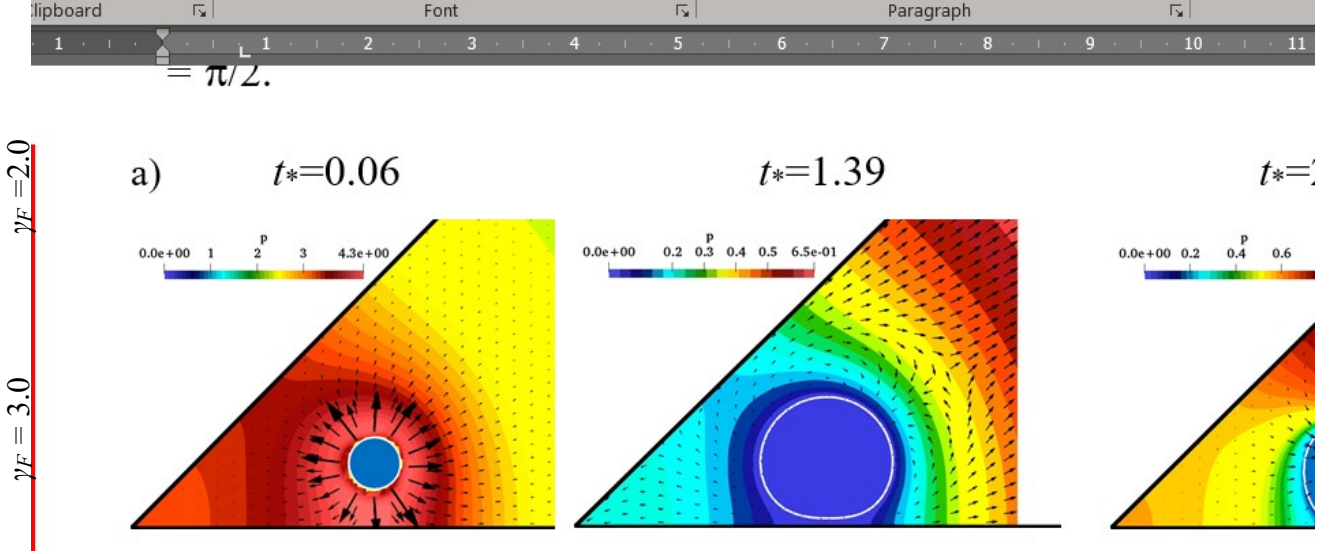 lipboard Font Paragraph
1 1 2 3 4 5 6 7 8 9 10 11
= π/2.
γF =2.0
γF = 3.0
a) t*=0.06 t*=1.39 t*=
p
0.0e+00 1 2 3 4.3e+00
p
0.0e+00 0.2 0.3 0.4 0.5 6.5e-01
p
0.0e+00 0.2 0.4 0.6